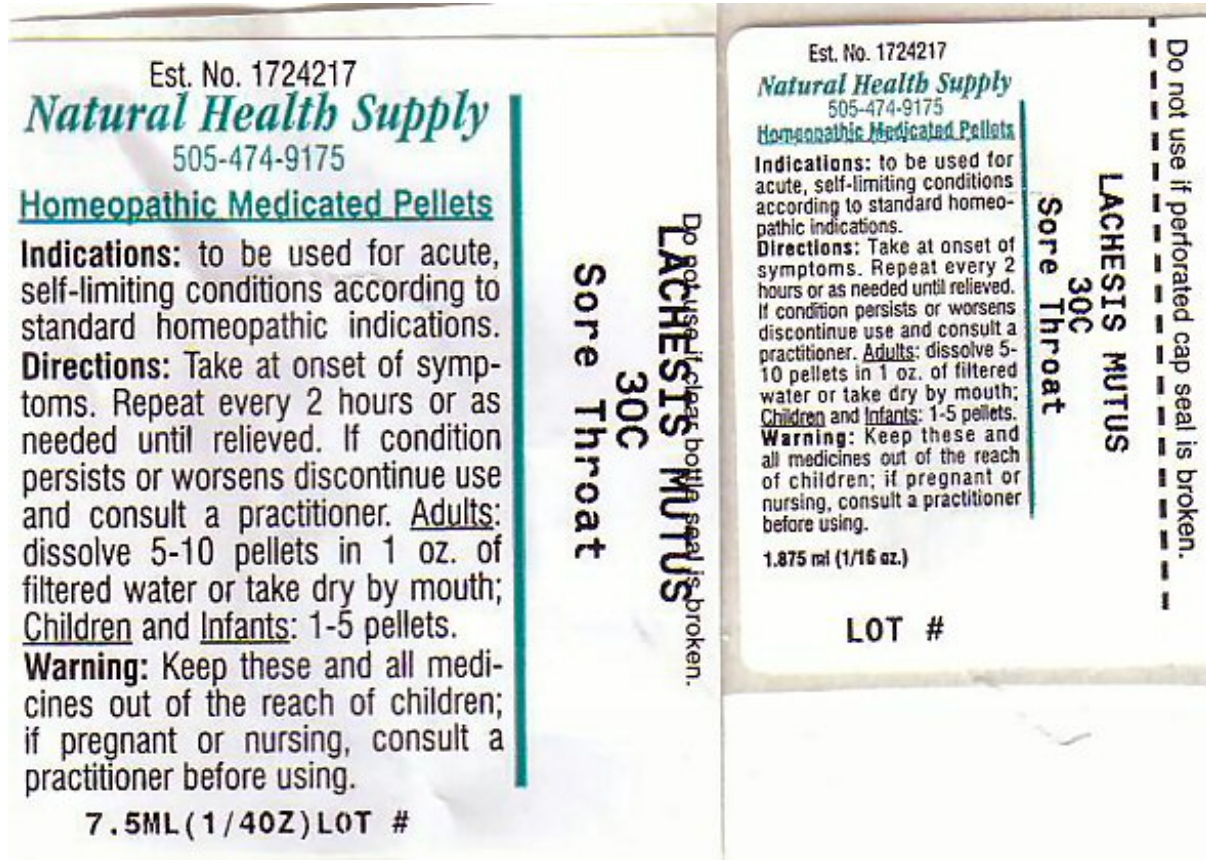 Est. No. 1724217
Natural Health Supply
505-474-9175
Homeopathic Medicated Pellets
Indications: to be used for acute,
self-limiting conditions according to
standard homeopathic indications.
Directions: Take at onset of symp-
toms. Repeat every 2 hours or as
needed until relieved. If condition
persists or worsens discontinue use
and consult a practitioner. Adults:
dissolve 5-10 pellets in 1 oz. of
filtered water or take dry by mouth;
Children and Infants: 1-5 pellets.
Warning: Keep these and all medi-
cines out of the reach of children;
if pregnant or nursing, consult a
practitioner before using.
7.5ML(1/4OZ)LOT #
LACHESIS MUTUS
30C
Sore Throat
Do not use if clear bottle seal is broken.
Est. No. 1724217
Natural Health Supply
505-474-9175
Homeopathic Medicated Pellets
Indications: to be used for
acute, self-limiting conditions
according to standard homeo-
pathic indications.
Directions: Take at onset of
symptoms. Repeat every 2
hours or as needed until relieved.
If condition persists or worsens
discontinue use and consult a
practitioner. Adults: dissolve 5-
10 pellets in 1 oz. of filtered
water or take dry by mouth;
Children and Infants: 1-5 pellets.
Warning: Keep these and
all medicines out of the reach
of children; if pregnant or
nursing, consult a practitioner
before using.
1.875 ml (1/16 oz.)
LOT #
LACHESIS MUTUS
30C
Sore Throat
Do not use if perforated cap seal is broken.